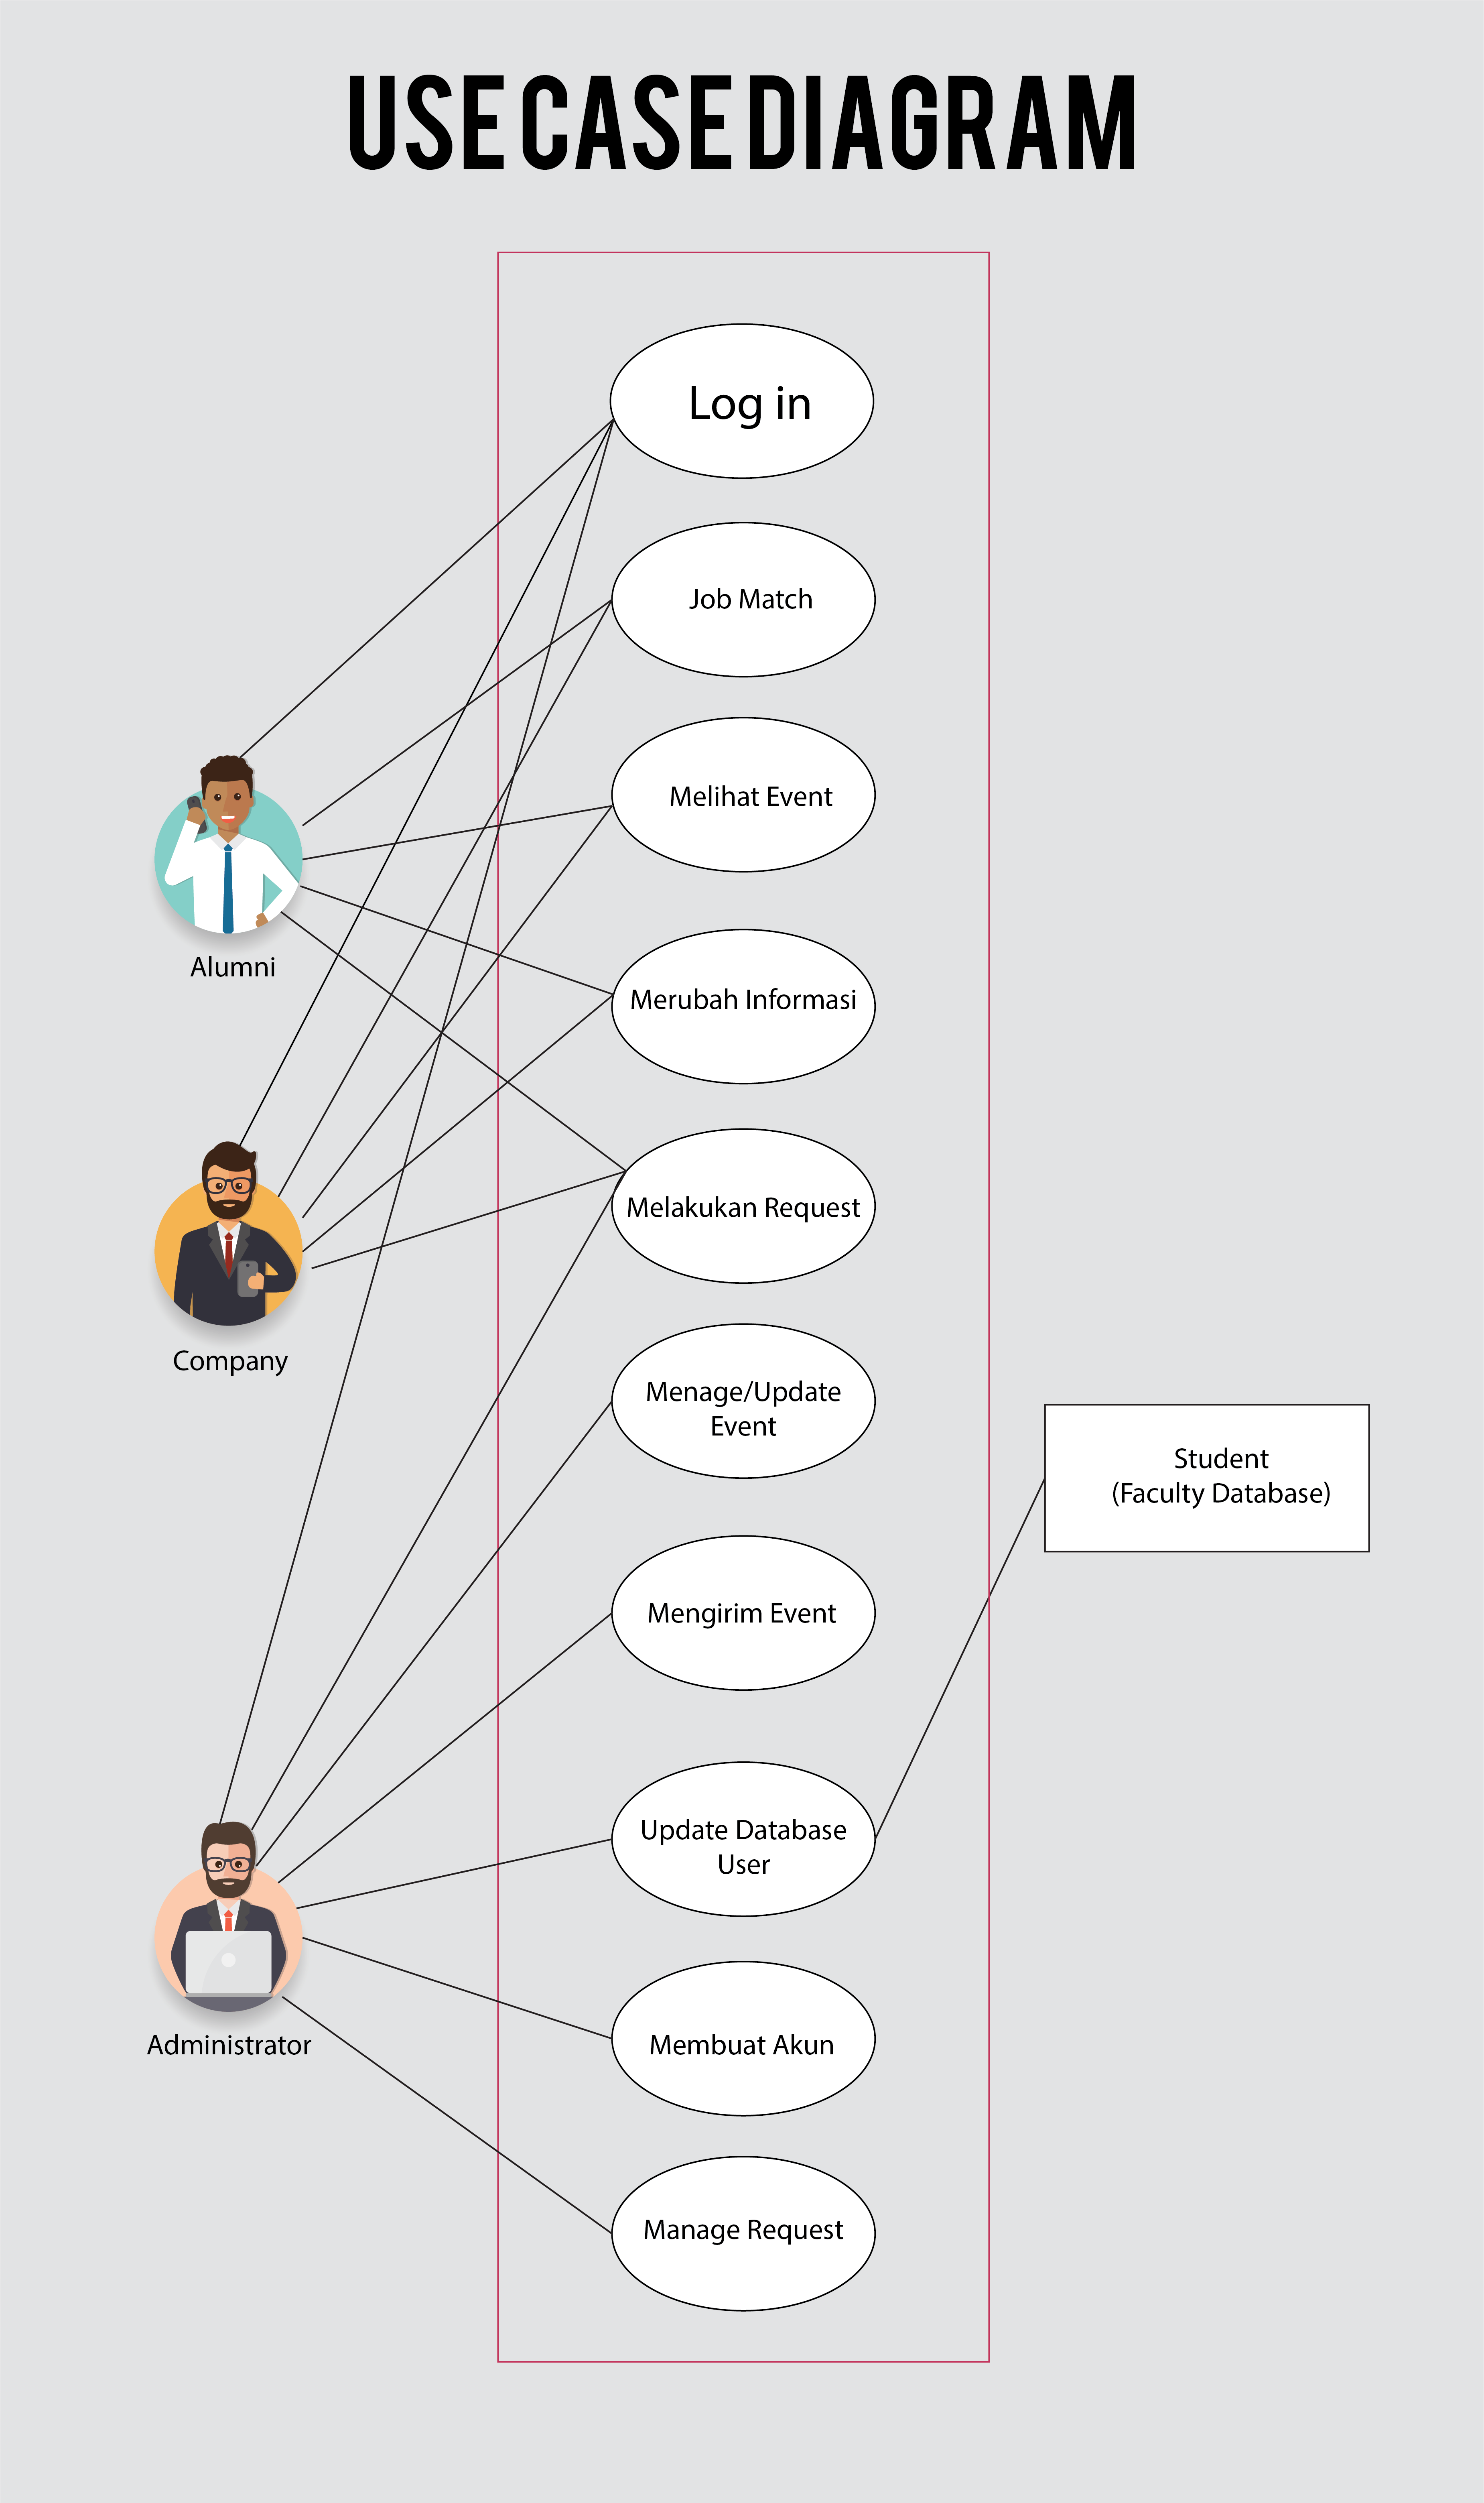 USE CASE DIAGRAM
Log in
Job Match
Melihat Event
Alumni
Merubah Informasi
Melakukan Request
Company
Menage/Update
Event
Student
(Faculty Database)
Mengirim Event
Update Database
User
Administrator
Membuat Akun
Manage Request